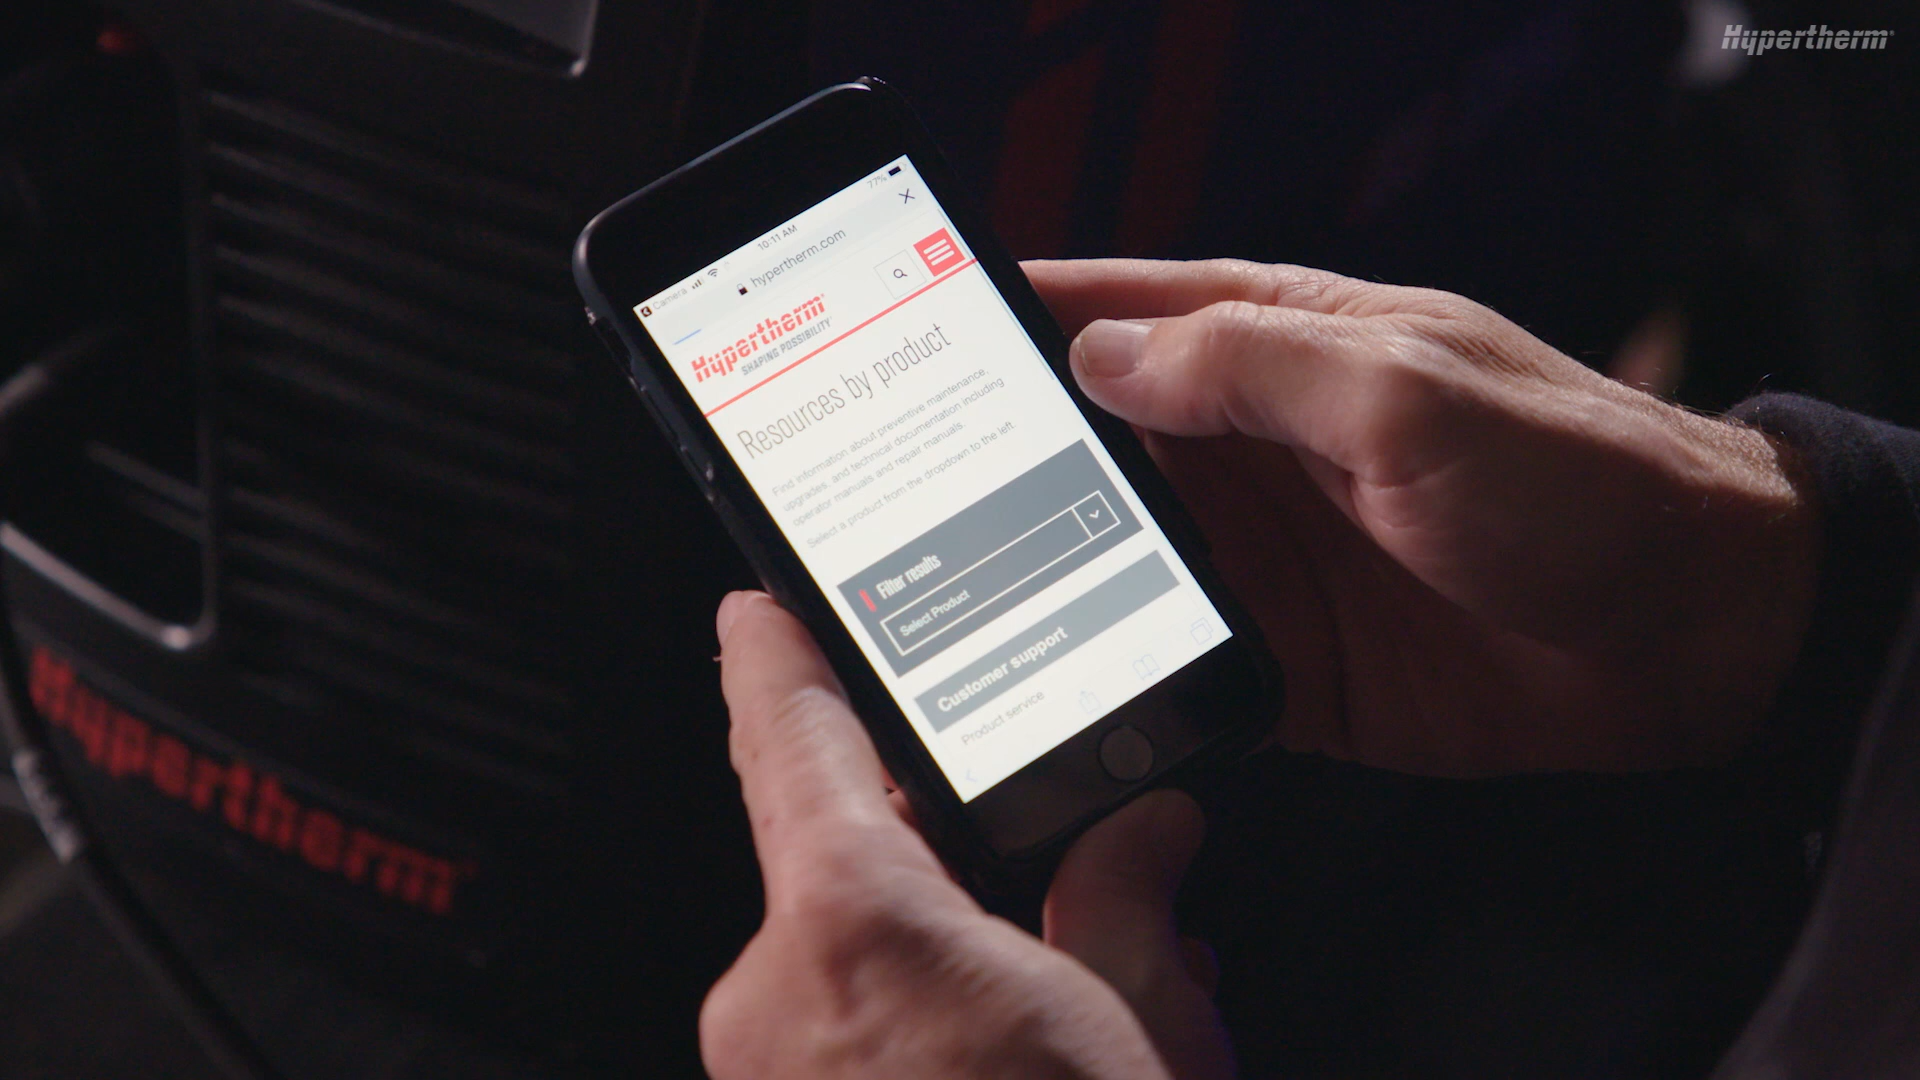 Hypertherm
Camera
10:11 AM
77%
hypertherm.com
Hypertherm
SHAPING POSSIBILITY
Resources by product
Find information about preventive maintenance,
upgrades, and technical documentation including
operator manuals and repair manuals.
Select a product from the dropdown to the left.
Filter results
Select Product
Customer support
Product service
Hypertherm